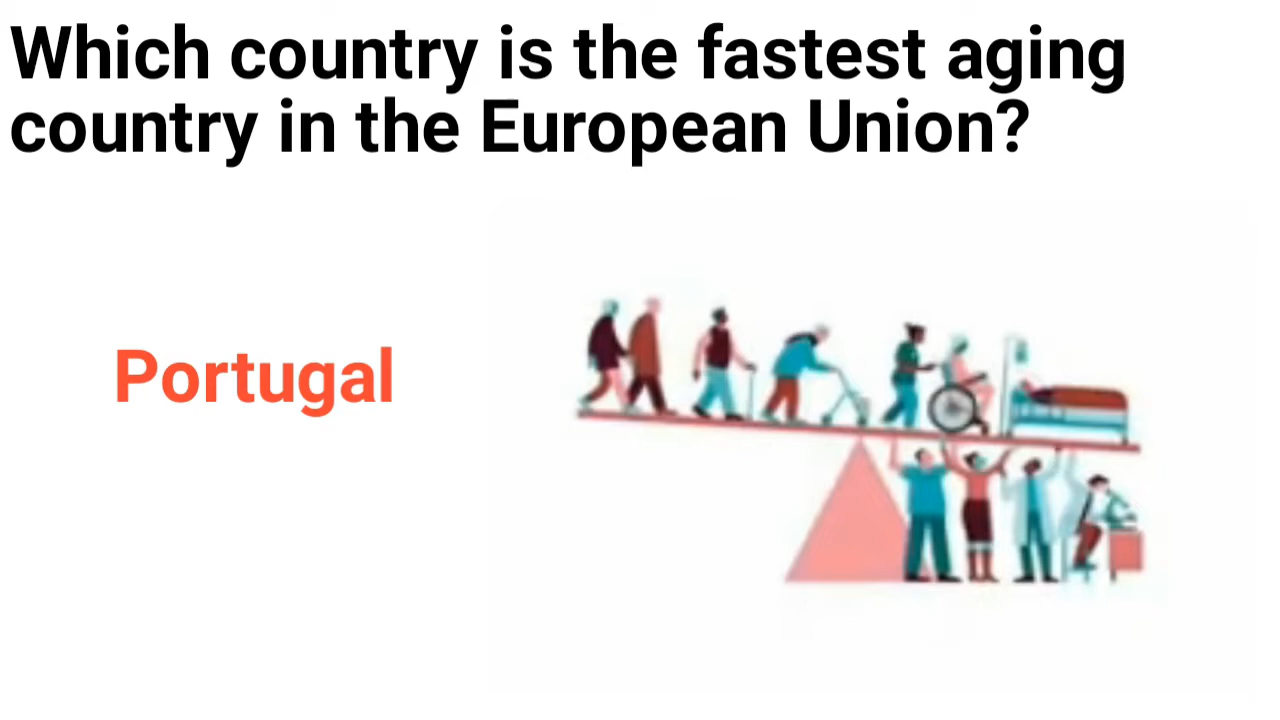 Which country is the fastest aging
country in the European Union?
Portugal